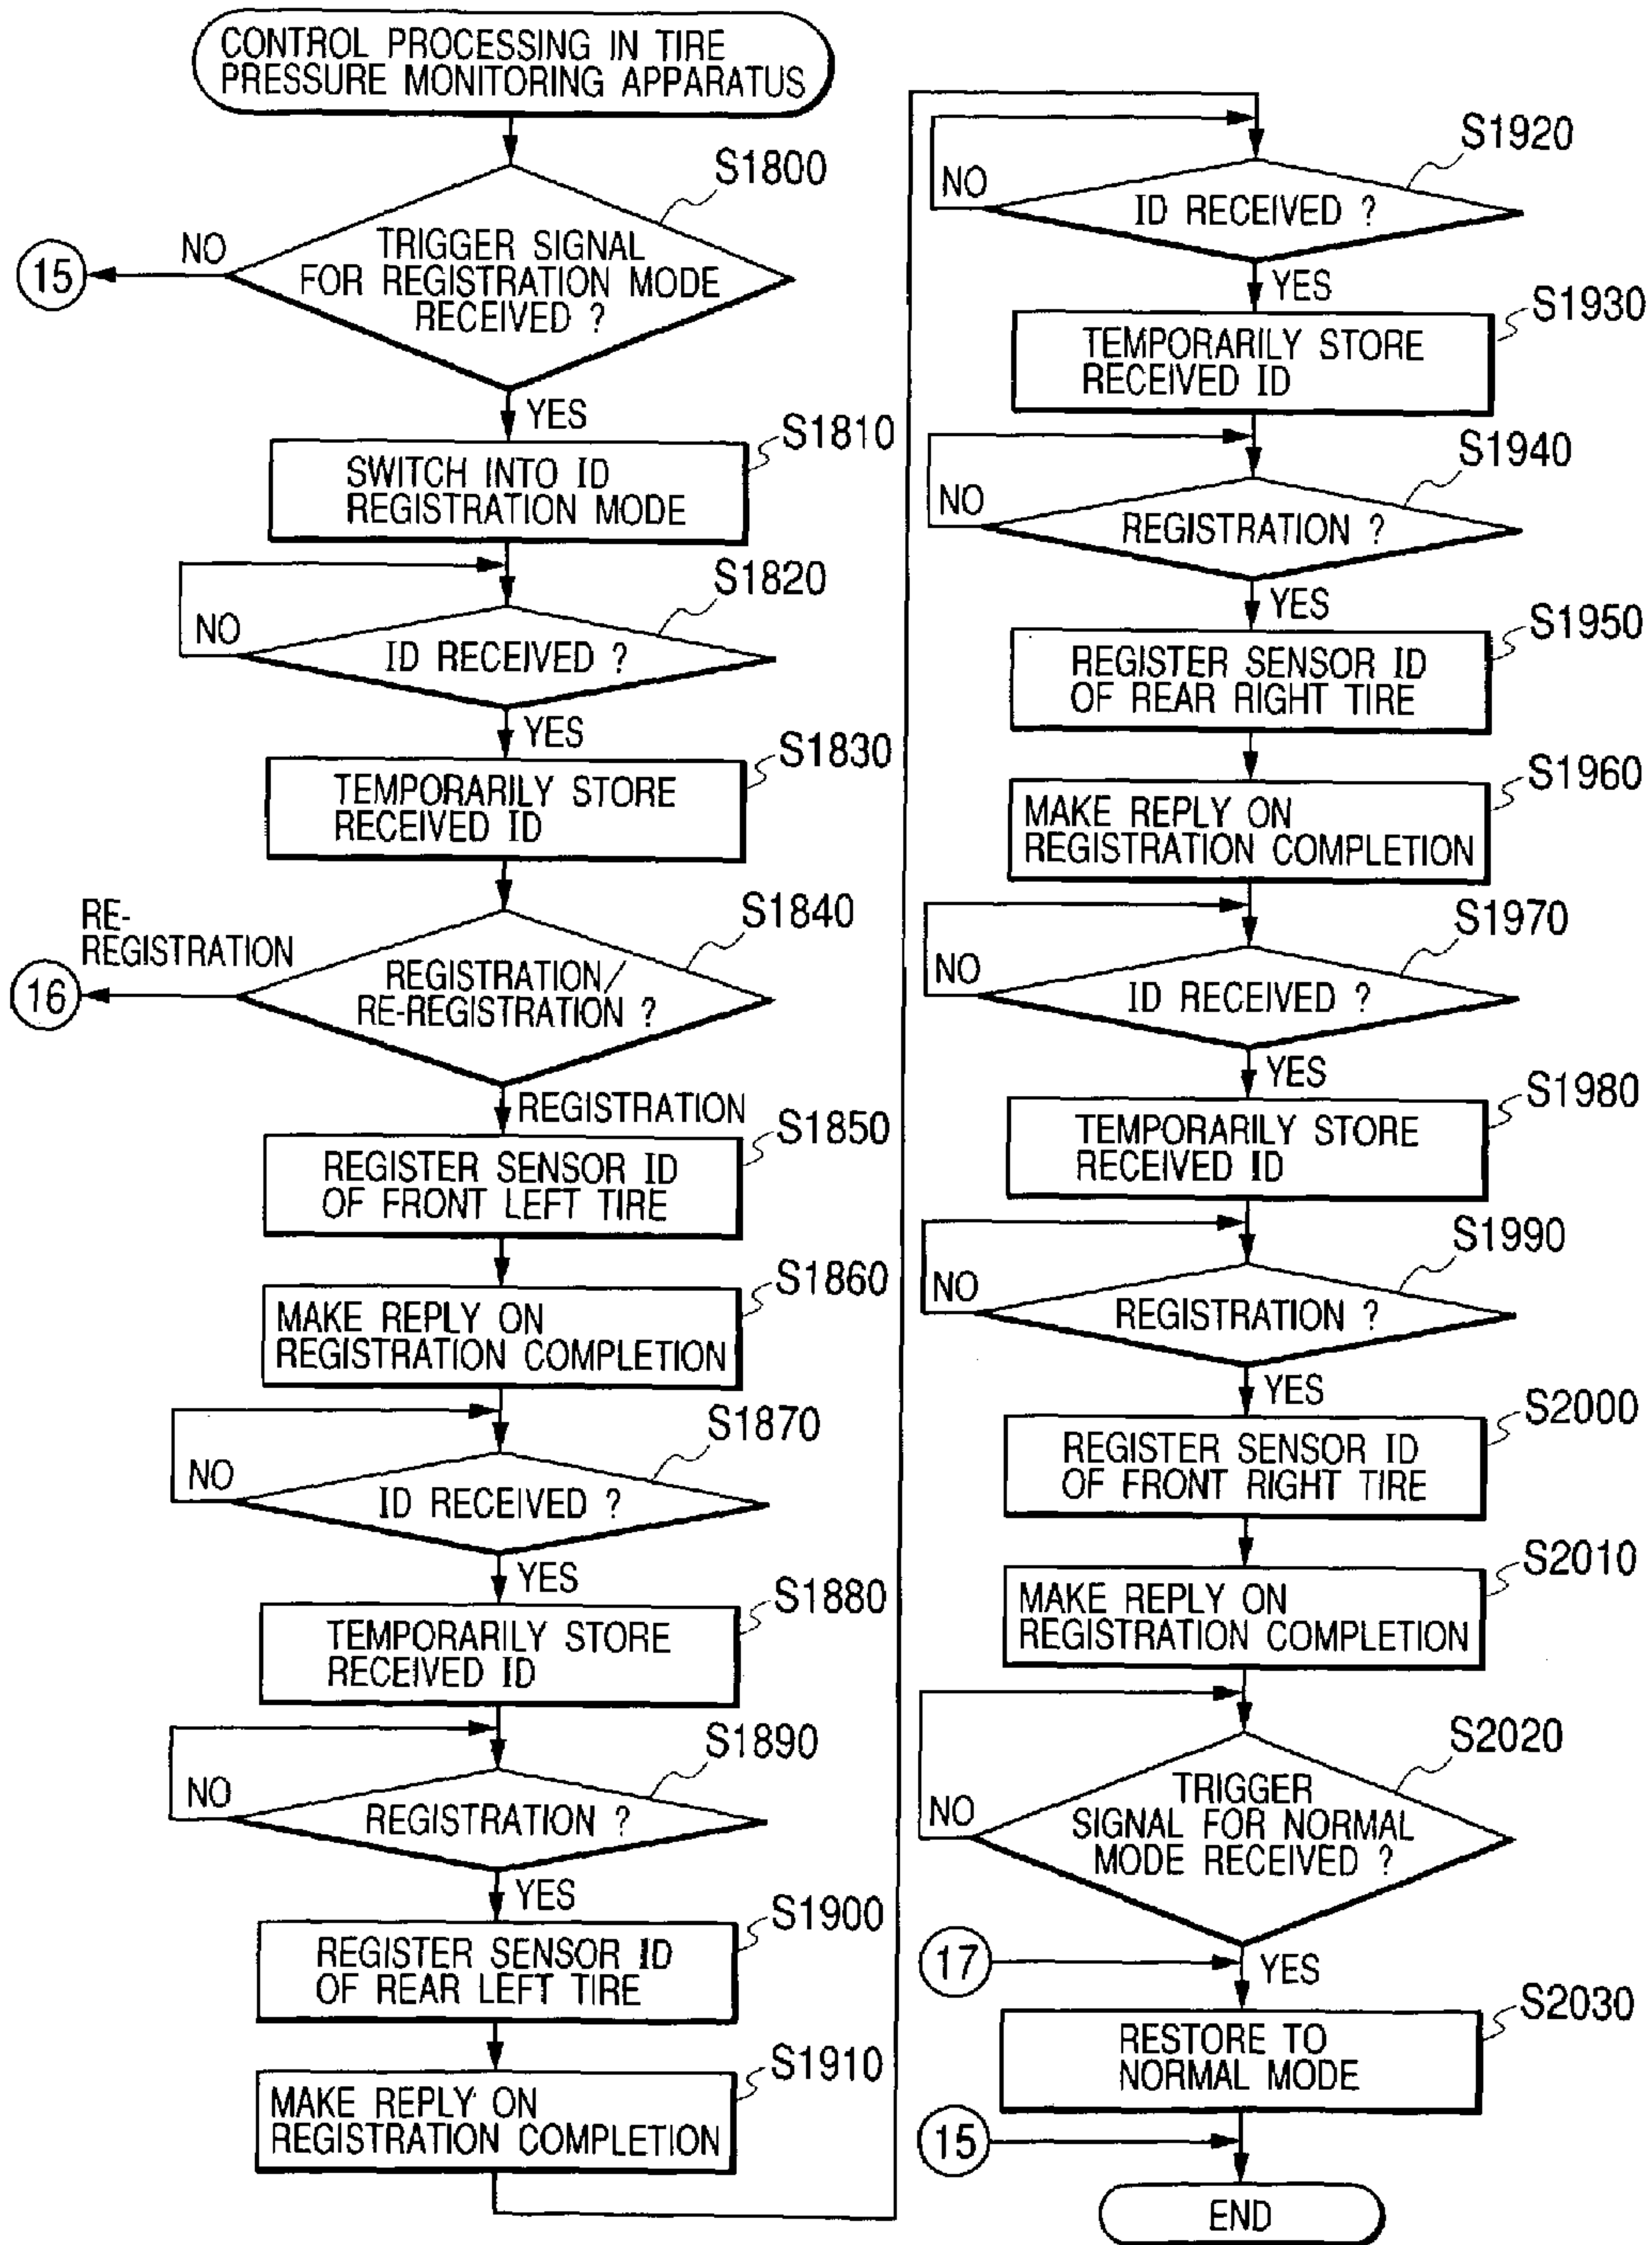 CONTROL PROCESSING IN TIRE
PRESSURE MONITORING APPARATUS
S1800
NO
15
TRIGGER SIGNAL
FOR REGISTRATION MODE
RECEIVED ?
YES
S1810
SWITCH INTO ID
REGISTRATION MODE
S1820
NO
ID RECEIVED ?
YES
S1830
TEMPORARILY STORE
RECEIVED ID
S1840
RE-
REGISTRATION
16
REGISTRATION/
RE-REGISTRATION ?
REGISTRATION
S1850
REGISTER SENSOR ID
OF FRONT LEFT TIRE
S1860
MAKE REPLY ON
REGISTRATION COMPLETION
S1870
NO
ID RECEIVED ?
YES
S1880
TEMPORARILY STORE
RECEIVED ID
S1890
NO
REGISTRATION ?
YES
S1900
REGISTER SENSOR ID
OF REAR LEFT TIRE
S1910
MAKE REPLY ON
REGISTRATION COMPLETION
S1920
NO
ID RECEIVED ?
YES
S1930
TEMPORARILY STORE
RECEIVED ID
S1940
NO
REGISTRATION ?
YES
S1950
REGISTER SENSOR ID
OF REAR RIGHT TIRE
S1960
MAKE REPLY ON
REGISTRATION COMPLETION
S1970
NO
ID RECEIVED ?
YES
S1980
TEMPORARILY STORE
RECEIVED ID
S1990
NO
REGISTRATION ?
YES
S2000
REGISTER SENSOR ID
OF FRONT RIGHT TIRE
S2010
MAKE REPLY ON
REGISTRATION COMPLETION
S2020
NO
TRIGGER
SIGNAL FOR NORMAL
MODE RECEIVED ?
17
YES
S2030
RESTORE TO
NORMAL MODE
15
END